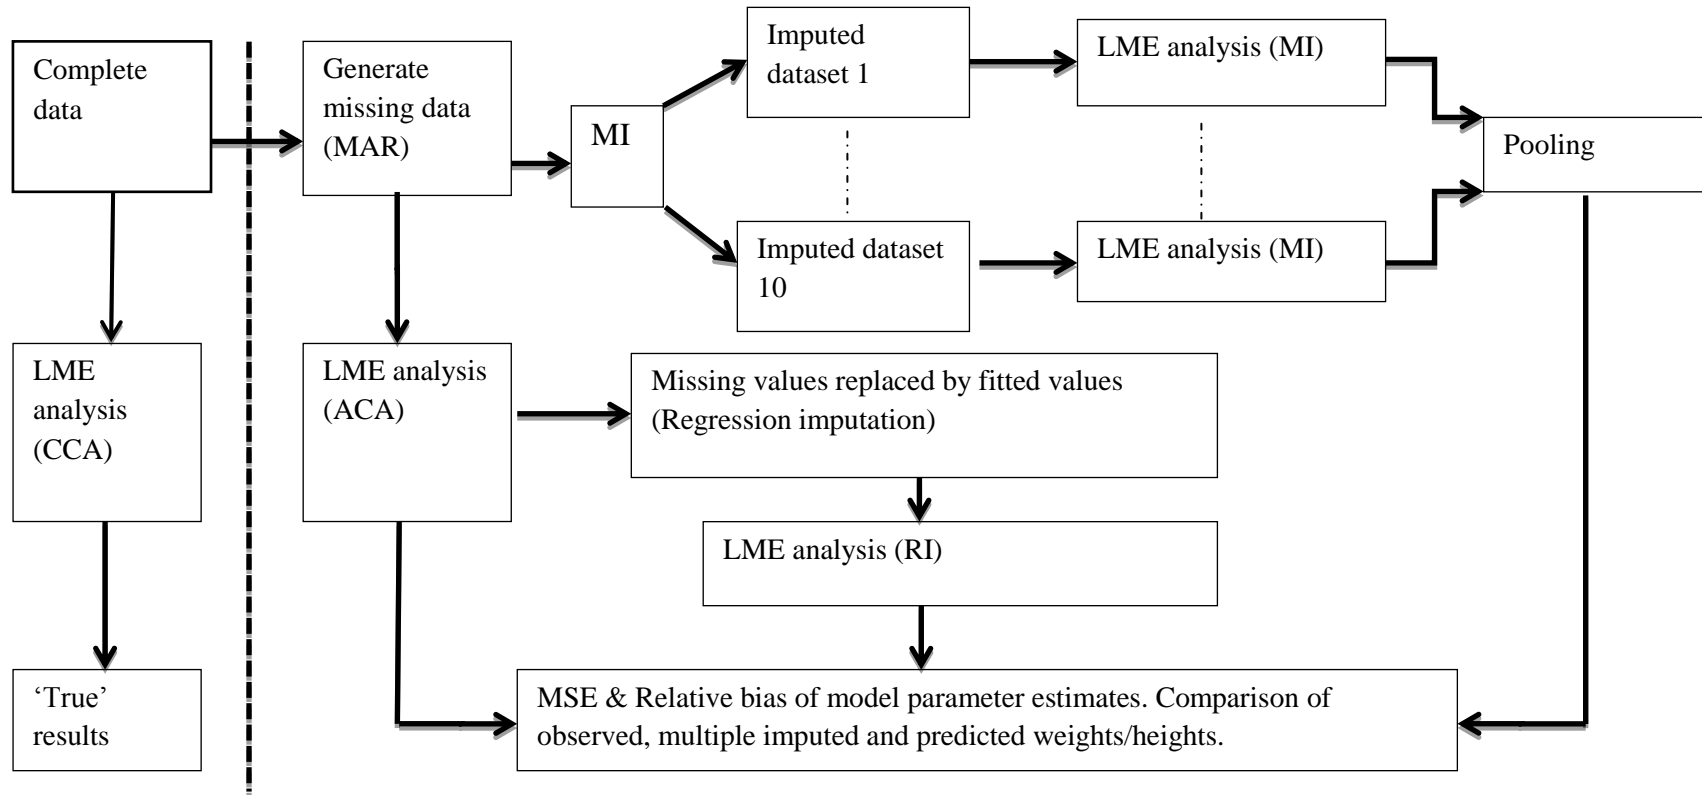 Complete
data
Generate
missing data
(MAR)
MI
Imputed
dataset 1
LME analysis (MI)
Pooling
Imputed dataset
10
LME analysis (MI)
LME
analysis
(CCA)
LME analysis
(ACA)
Missing values replaced by fitted values
(Regression imputation)
LME analysis (RI)
‘True’
results
MSE & Relative bias of model parameter estimates. Comparison of
observed, multiple imputed and predicted weights/heights.